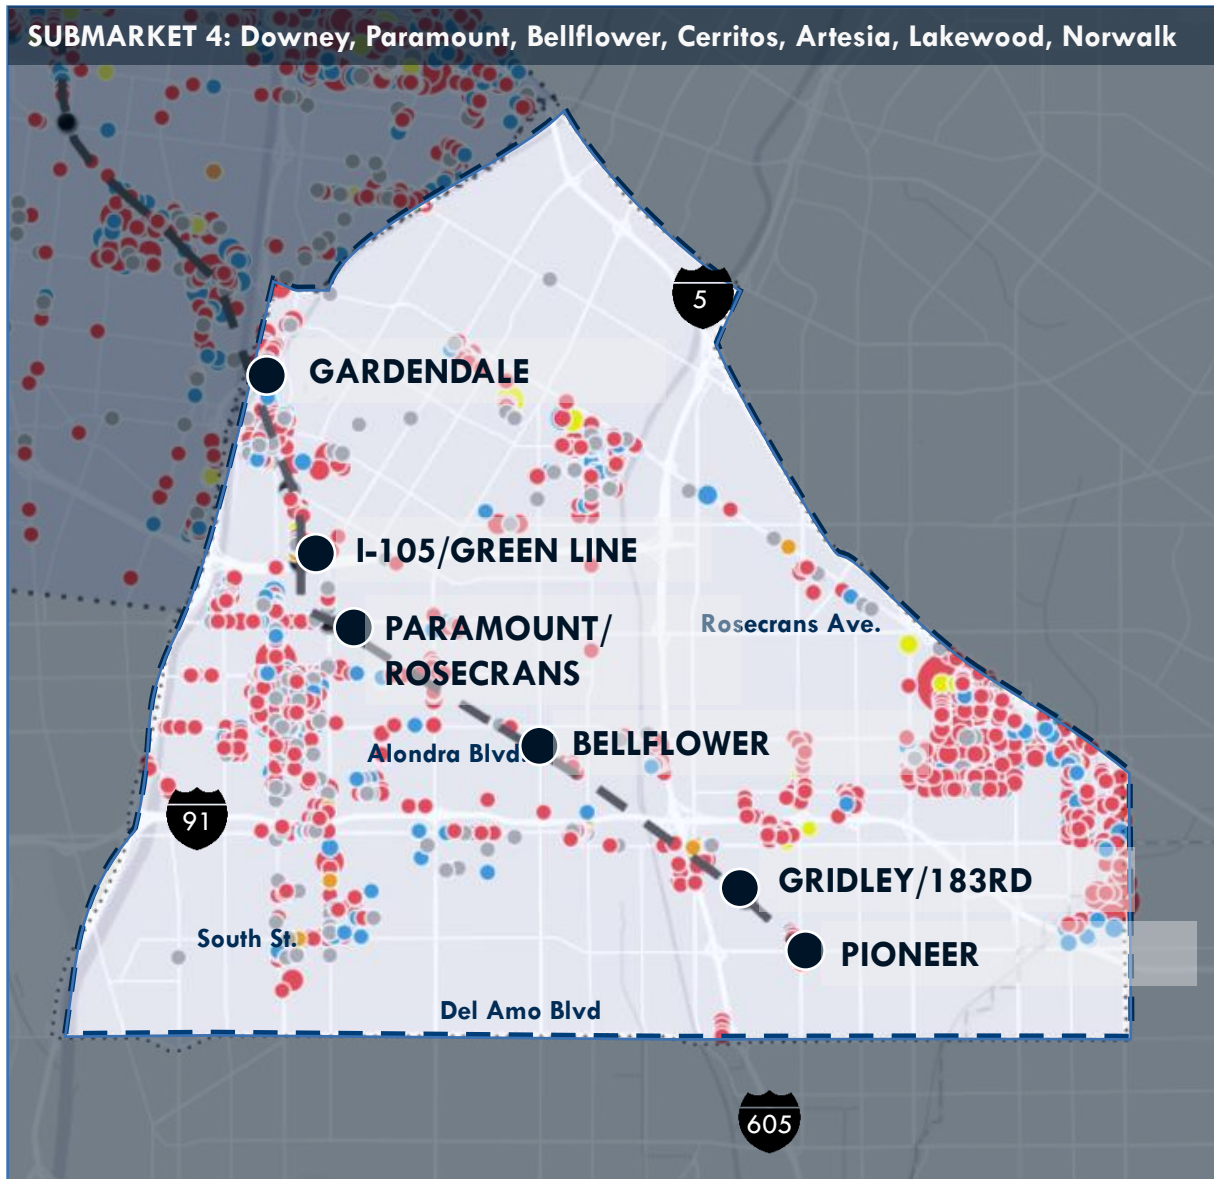 SUBMARKET 4: Downey, Paramount, Bellflower, Cerritos, Artesia, Lakewood, Norwalk
5
GARDENDALE
I-105/GREEN LINE
Rosecrans Ave.
PARAMOUNT/
ROSECRANS
Alondra Blvd.
BELLFLOWER
91
GRIDLEY/183RD
South St.
PIONEER
Del Amo Blvd
605